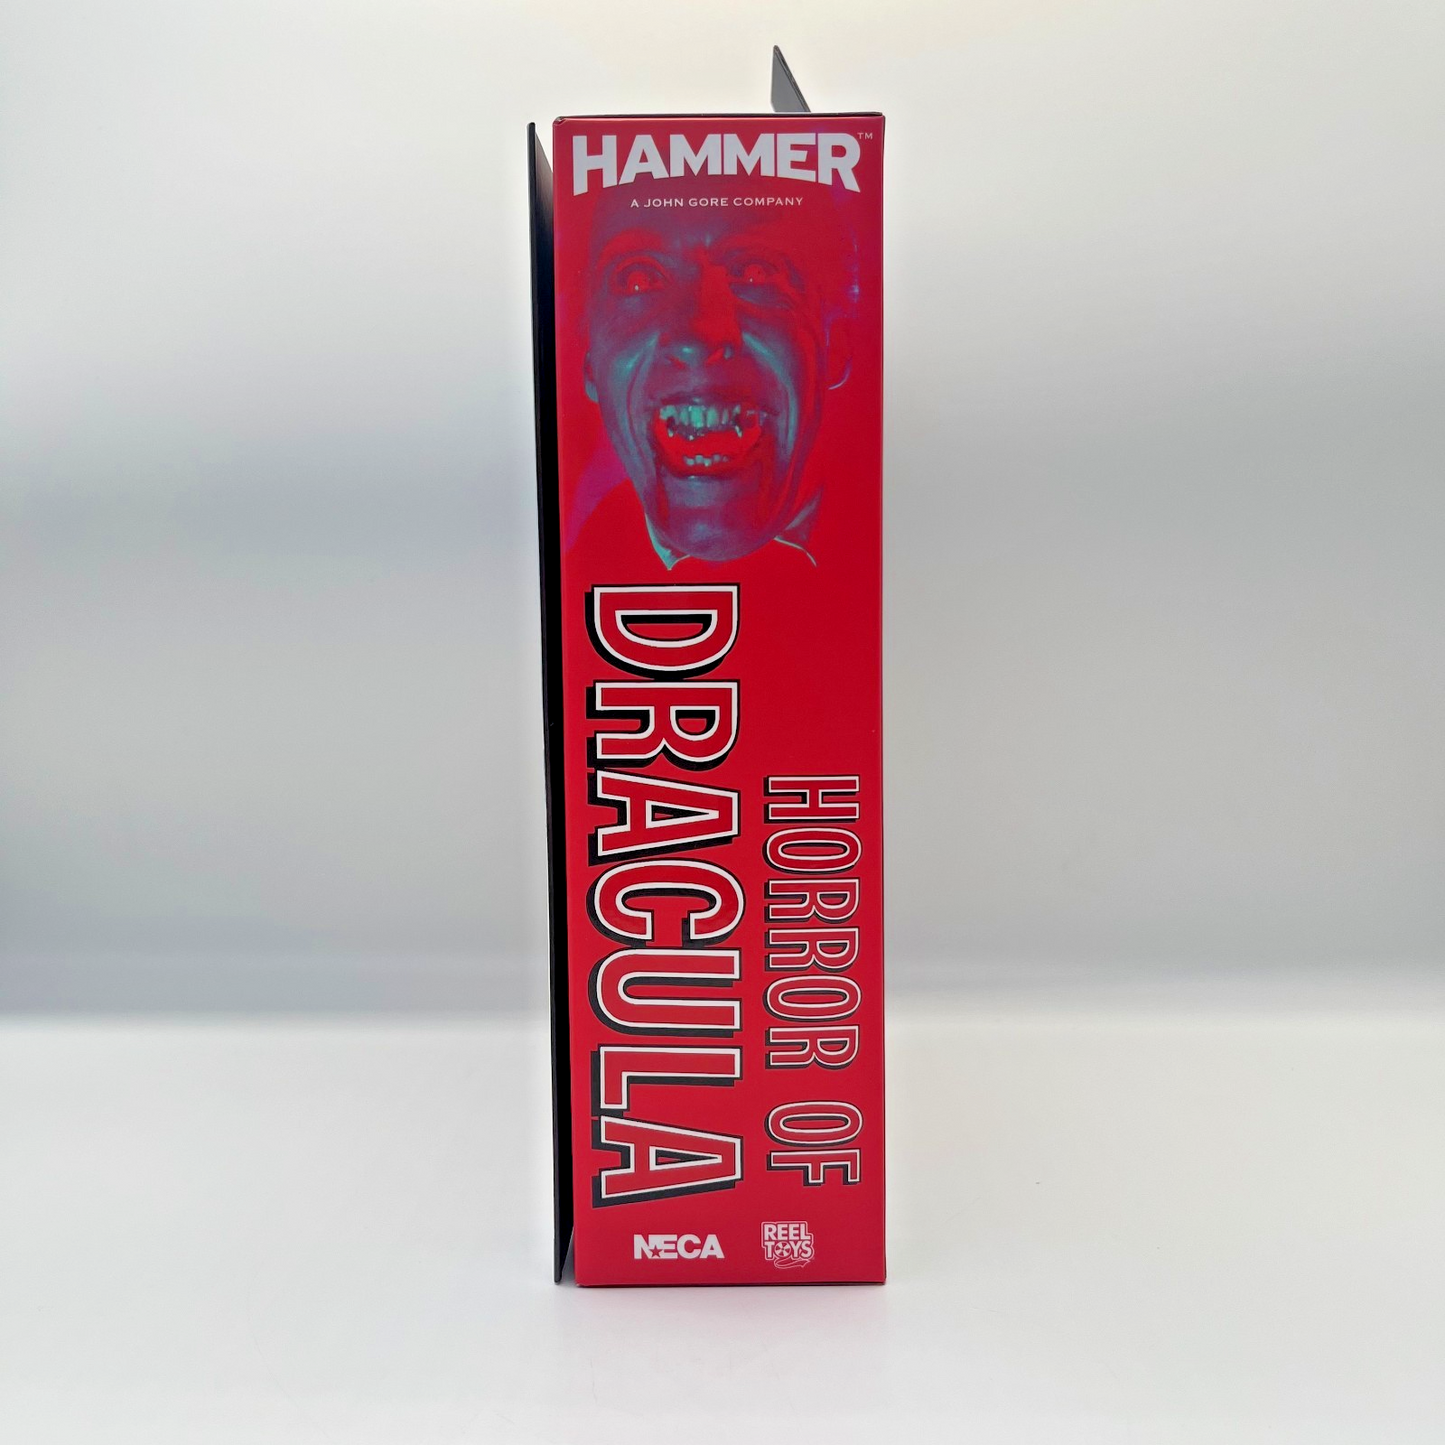 HAMMER™
A JOHN GORE COMPANY
HORROR OF
DRACULA
NECA
REEL
TOYS